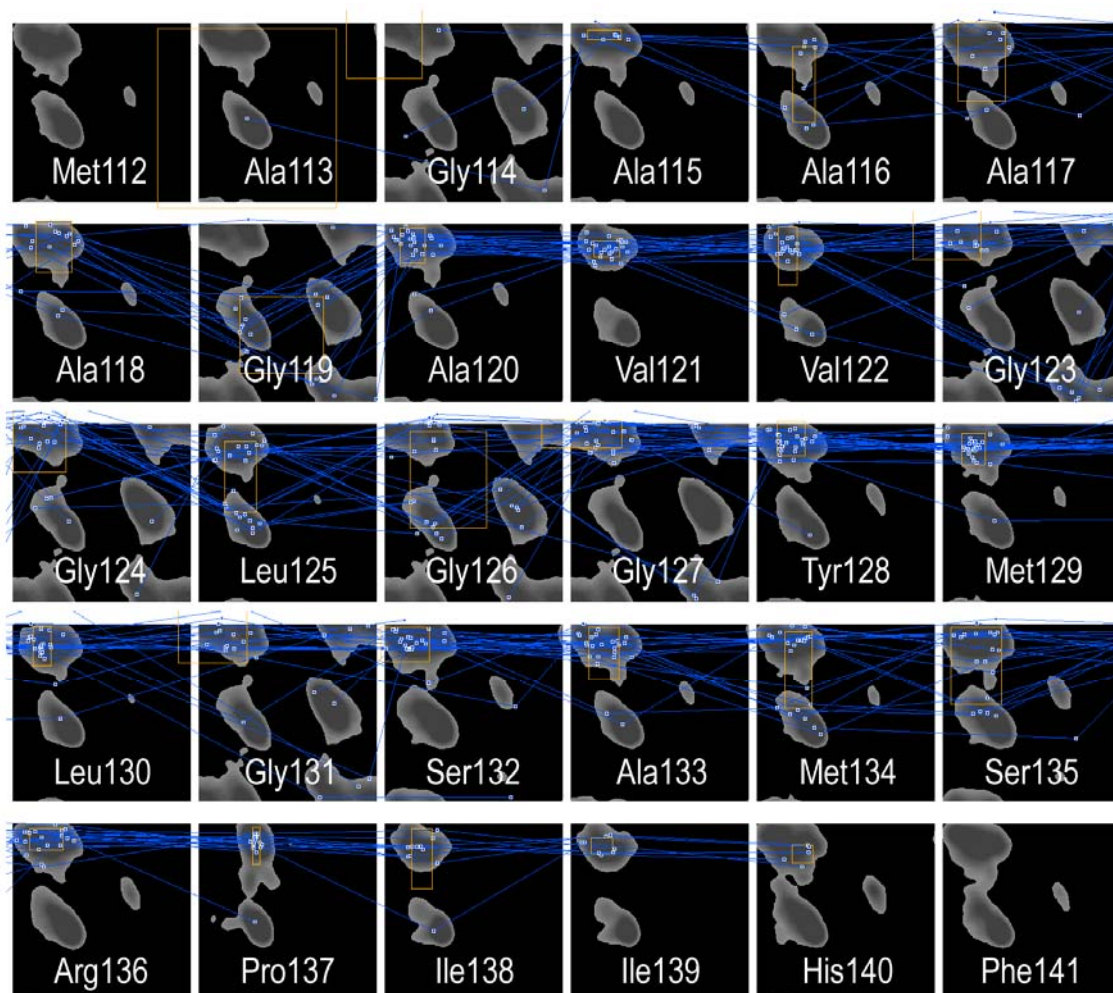 Met112 Ala113 Gly114 Ala115 Ala116 Ala117
Ala118 Gly119 Ala120 Val121 Val122 Gly123
Gly124 Leu125 Gly126 Gly127 Tyr128 Met129
Leu130 Gly131 Ser132 Ala133 Met134 Ser135
Arg136 Pro137 Ile138 Ile139 His140 Phe141